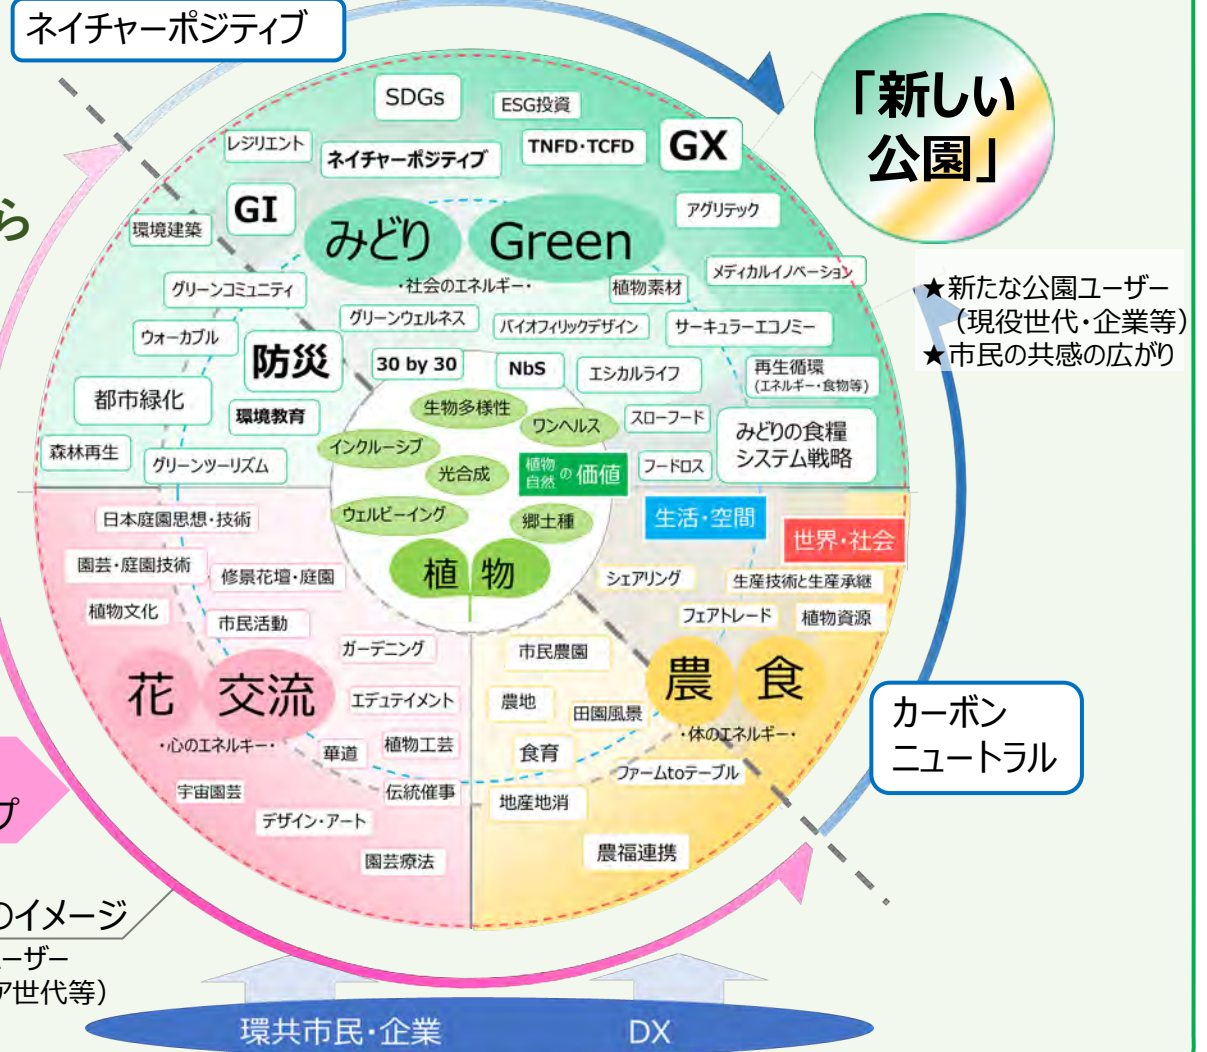 ネイチャーポジティブ
「新しい
公園」
SDGs
ESG投資
レジリエント
ネイチャーポジティブ
TNFD・TCFD
GX
GI
アグリテック
環境建築
みどり
Green
・社会のエネルギー・
メディカルイノベーション
グリーンコミュニティ
植物素材
★新たな公園ユーザー
（現役世代・企業等）
★市民の共感の広がり
ウォーカブル
グリーンウェルネス
バイオフィリックデザイン
サーキュラーエコノミー
防災
30 by 30
NbS
エシカルライフ
再生循環
(エネルギー・食物等)
都市緑化
環境教育
生物多様性
ワンヘルス
スローフード
みどりの食糧
システム戦略
森林再生
グリーンツーリズム
インクルーシブ
光合成
植物
自然
の価値
フードロス
日本庭園思想・技術
ウェルビーイング
郷土種
生活・空間
世界・社会
園芸・庭園技術
修景花壇・庭園
植物
シェアリング
生産技術と生産承継
植物文化
市民活動
フェアトレード
植物資源
ガーデニング
市民農園
花
交流
・心のエネルギー・
エデュテイメント
農地
田園風景
農
食
・体のエネルギー・
カーボン
ニュートラル
華道
植物工芸
食育
ファームtoテーブル
宇宙園芸
伝統催事
地産地消
デザイン・アート
園芸療法
農福連携
ら
プ
のイメージ
ーザー
ア世代等）
環共市民・企業
DX